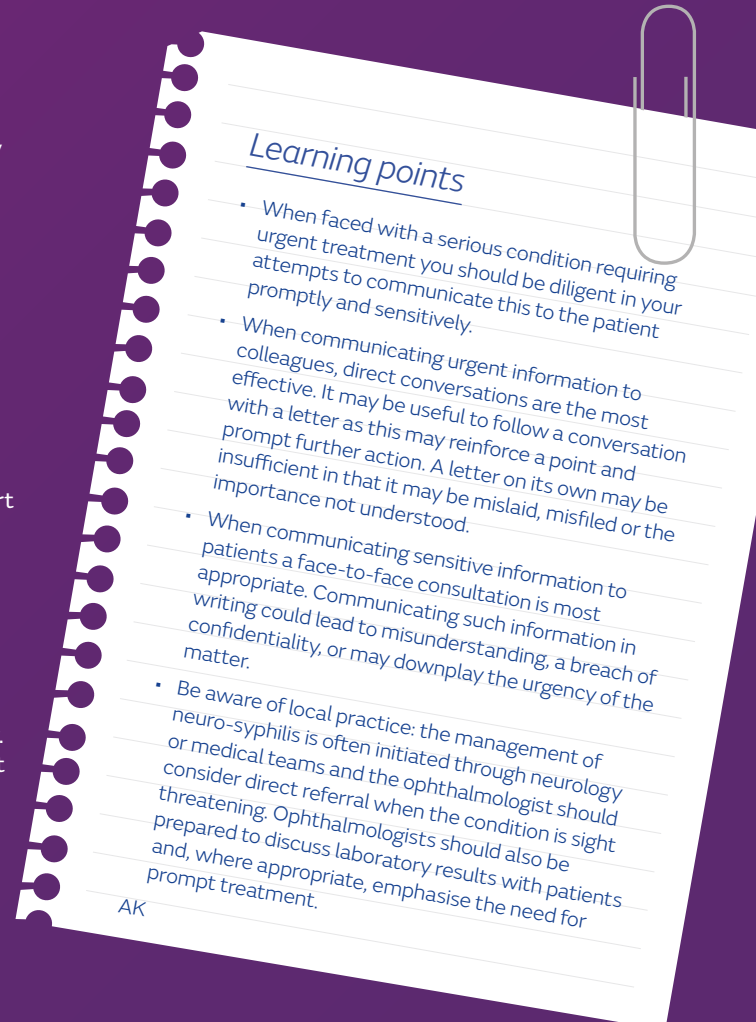 Learning points
▪ When faced with a serious condition requiring
urgent treatment you should be diligent in your
attempts to communicate this to the patient
promptly and sensitively.
▪ When communicating urgent information to
colleagues, direct conversations are the most
effective. It may be useful to follow a conversation
with a letter as this may reinforce a point and
prompt further action. A letter on its own may be
insufficient in that it may be mislaid, misfiled or the
importance not understood.
▪ When communicating sensitive information to
patients a face-to-face consultation is most
appropriate. Communicating such information in
writing could lead to misunderstanding, a breach of
confidentiality, or may downplay the urgency of the
matter.
▪ Be aware of local practice: the management of
neuro-syphilis is often initiated through neurology
or medical teams and the ophthalmologist should
consider direct referral when the condition is sight
threatening. Ophthalmologists should also be
prepared to discuss laboratory results with patients
and, where appropriate, emphasise the need for
prompt treatment.
AK